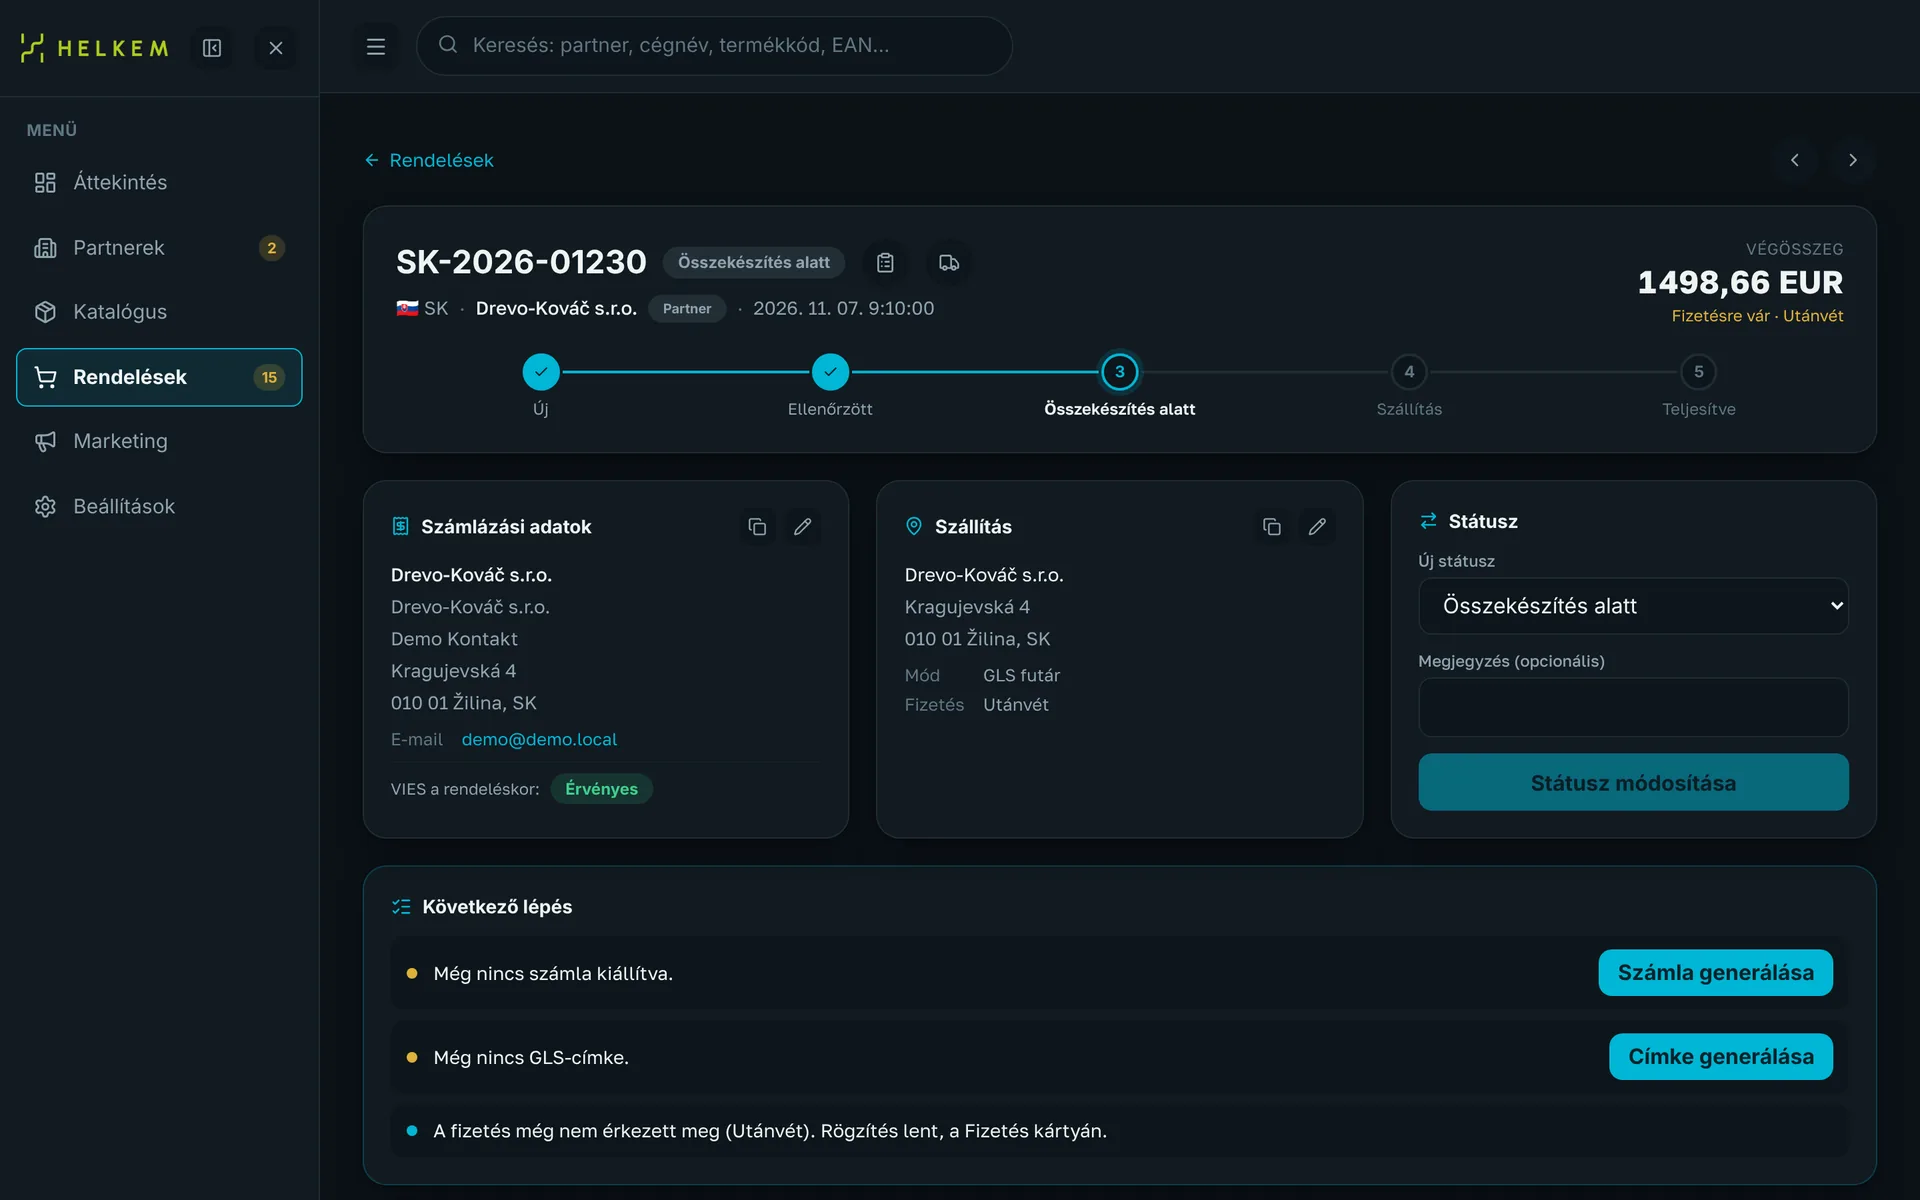 HELKEM
Keresés: partner, cégnév, termékkód, EAN...
MENÜ
Áttekintés
Partnerek 2
Katalógus
Rendelések 15
Marketing
Beállítások
Rendelések
SK-2026-01230 Összekészítés alatt
SK · Drevo-Kováč s.r.o. Partner · 2026. 11. 07. 9:10:00
VÉGÖSSZEG
1498,66 EUR
Fizetésre vár · Utánvét
3 4 5
Új Ellenőrzött Összekészítés alatt Szállítás Teljesítve
Számlázási adatok
Drevo-Kováč s.r.o.
Drevo-Kováč s.r.o.
Demo Kontakt
Kragujevská 4
010 01 Žilina, SK
E-mail demo@demo.local
VIES a rendeléskor: Érvényes
Szállítás
Drevo-Kováč s.r.o.
Kragujevská 4
010 01 Žilina, SK
Mód GLS futár
Fizetés Utánvét
Státusz
Új státusz
Összekészítés alatt
Megjegyzés (opcionális)
Státusz módosítása
Következő lépés
Még nincs számla kiállítva. Számla generálása
Még nincs GLS-címke. Címke generálása
A fizetés még nem érkezett meg (Utánvét). Rögzítés lent, a Fizetés kártyán.